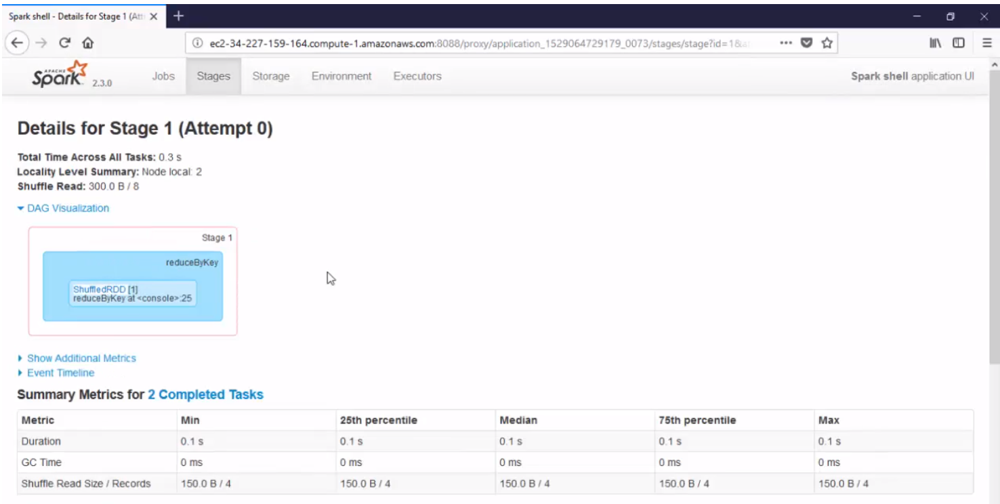 Spark shell - Details for Stage 1 (Att
ec2-34-227-159-164.compute-1.amazonaws.com:8088/proxy/application_1529064729179_0073/stages/stage?id=1&at
APACHE Spark 2.3.0 Jobs Stages Storage Environment Executors Spark shell application UI
Details for Stage 1 (Attempt 0)
Total Time Across All Tasks: 0.3 s
Locality Level Summary: Node local: 2
Shuffle Read: 300.0 B / 8
DAG Visualization
Stage 1
reduceByKey
ShuffledRDD [1]
reduceByKey at <console>:25
Show Additional Metrics
Event Timeline
Summary Metrics for 2 Completed Tasks
Metric Min 25th percentile Median 75th percentile Max
Duration 0.1 s 0.1 s 0.1 s 0.1 s 0.1 s
GC Time 0 ms 0 ms 0 ms 0 ms 0 ms
Shuffle Read Size / Records 150.0 B / 4 150.0 B / 4 150.0 B / 4 150.0 B / 4 150.0 B / 4